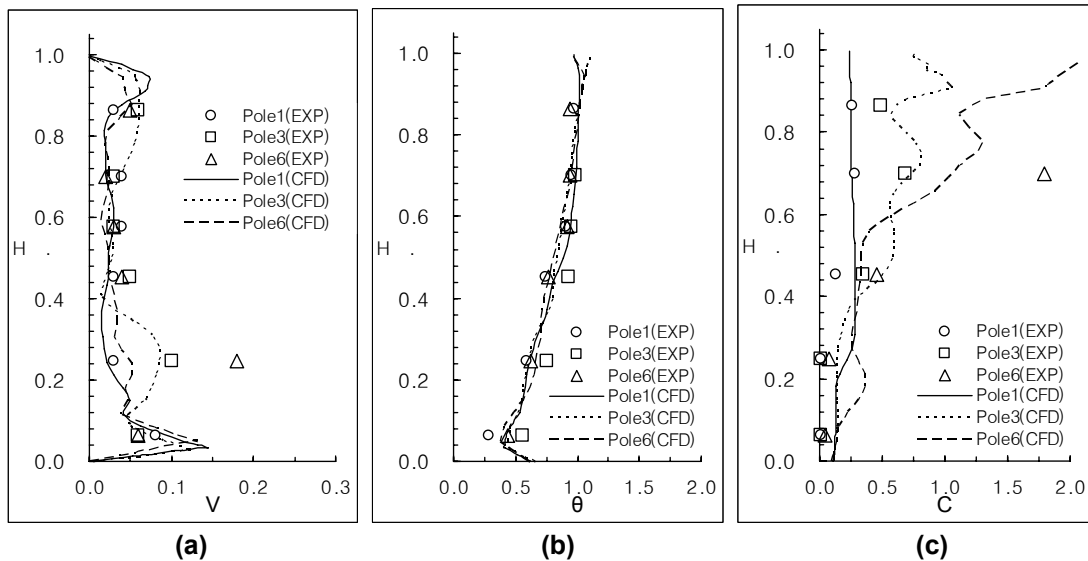 1.0
0.8
0.6
H .
0.4
0.2
0.0
0.0 0.1 0.2 0.3
V
Pole1(EXP)
Pole3(EXP)
Pole6(EXP)
Pole1(CFD)
Pole3(CFD)
Pole6(CFD)
(a)
1.0
0.8
0.6
H .
0.4
0.2
0.0
0.0 0.5 1.0 1.5 2.0
θ
Pole1(EXP)
Pole3(EXP)
Pole6(EXP)
Pole1(CFD)
Pole3(CFD)
Pole6(CFD)
(b)
1.0
0.8
0.6
H .
0.4
0.2
0.0
0.0 0.5 1.0 1.5 2.0
C
Pole1(EXP)
Pole3(EXP)
Pole6(EXP)
Pole1(CFD)
Pole3(CFD)
Pole6(CFD)
(c)